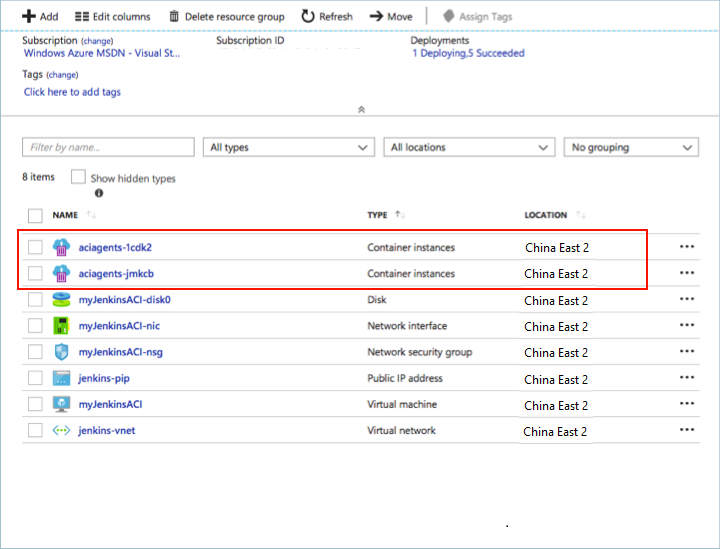 Add Edit columns Delete resource group Refresh Move Assign Tags
Subscription (change) Subscription ID Deployments
Windows Azure MSDN - Visual St... 1 Deploying,5 Succeeded
Tags (change)
Click here to add tags
Filter by name... All types All locations No grouping
8 items Show hidden types
NAME TYPE LOCATION
aciagents-1cdk2 Container instances China East 2
aciagents-jmkcb Container instances China East 2
myJenkinsACI-disk0 Disk China East 2
myJenkinsACI-nic Network interface China East 2
myJenkinsACI-nsg Network security group China East 2
jenkins-pip Public IP address China East 2
myJenkinsACI Virtual machine China East 2
jenkins-vnet Virtual network China East 2